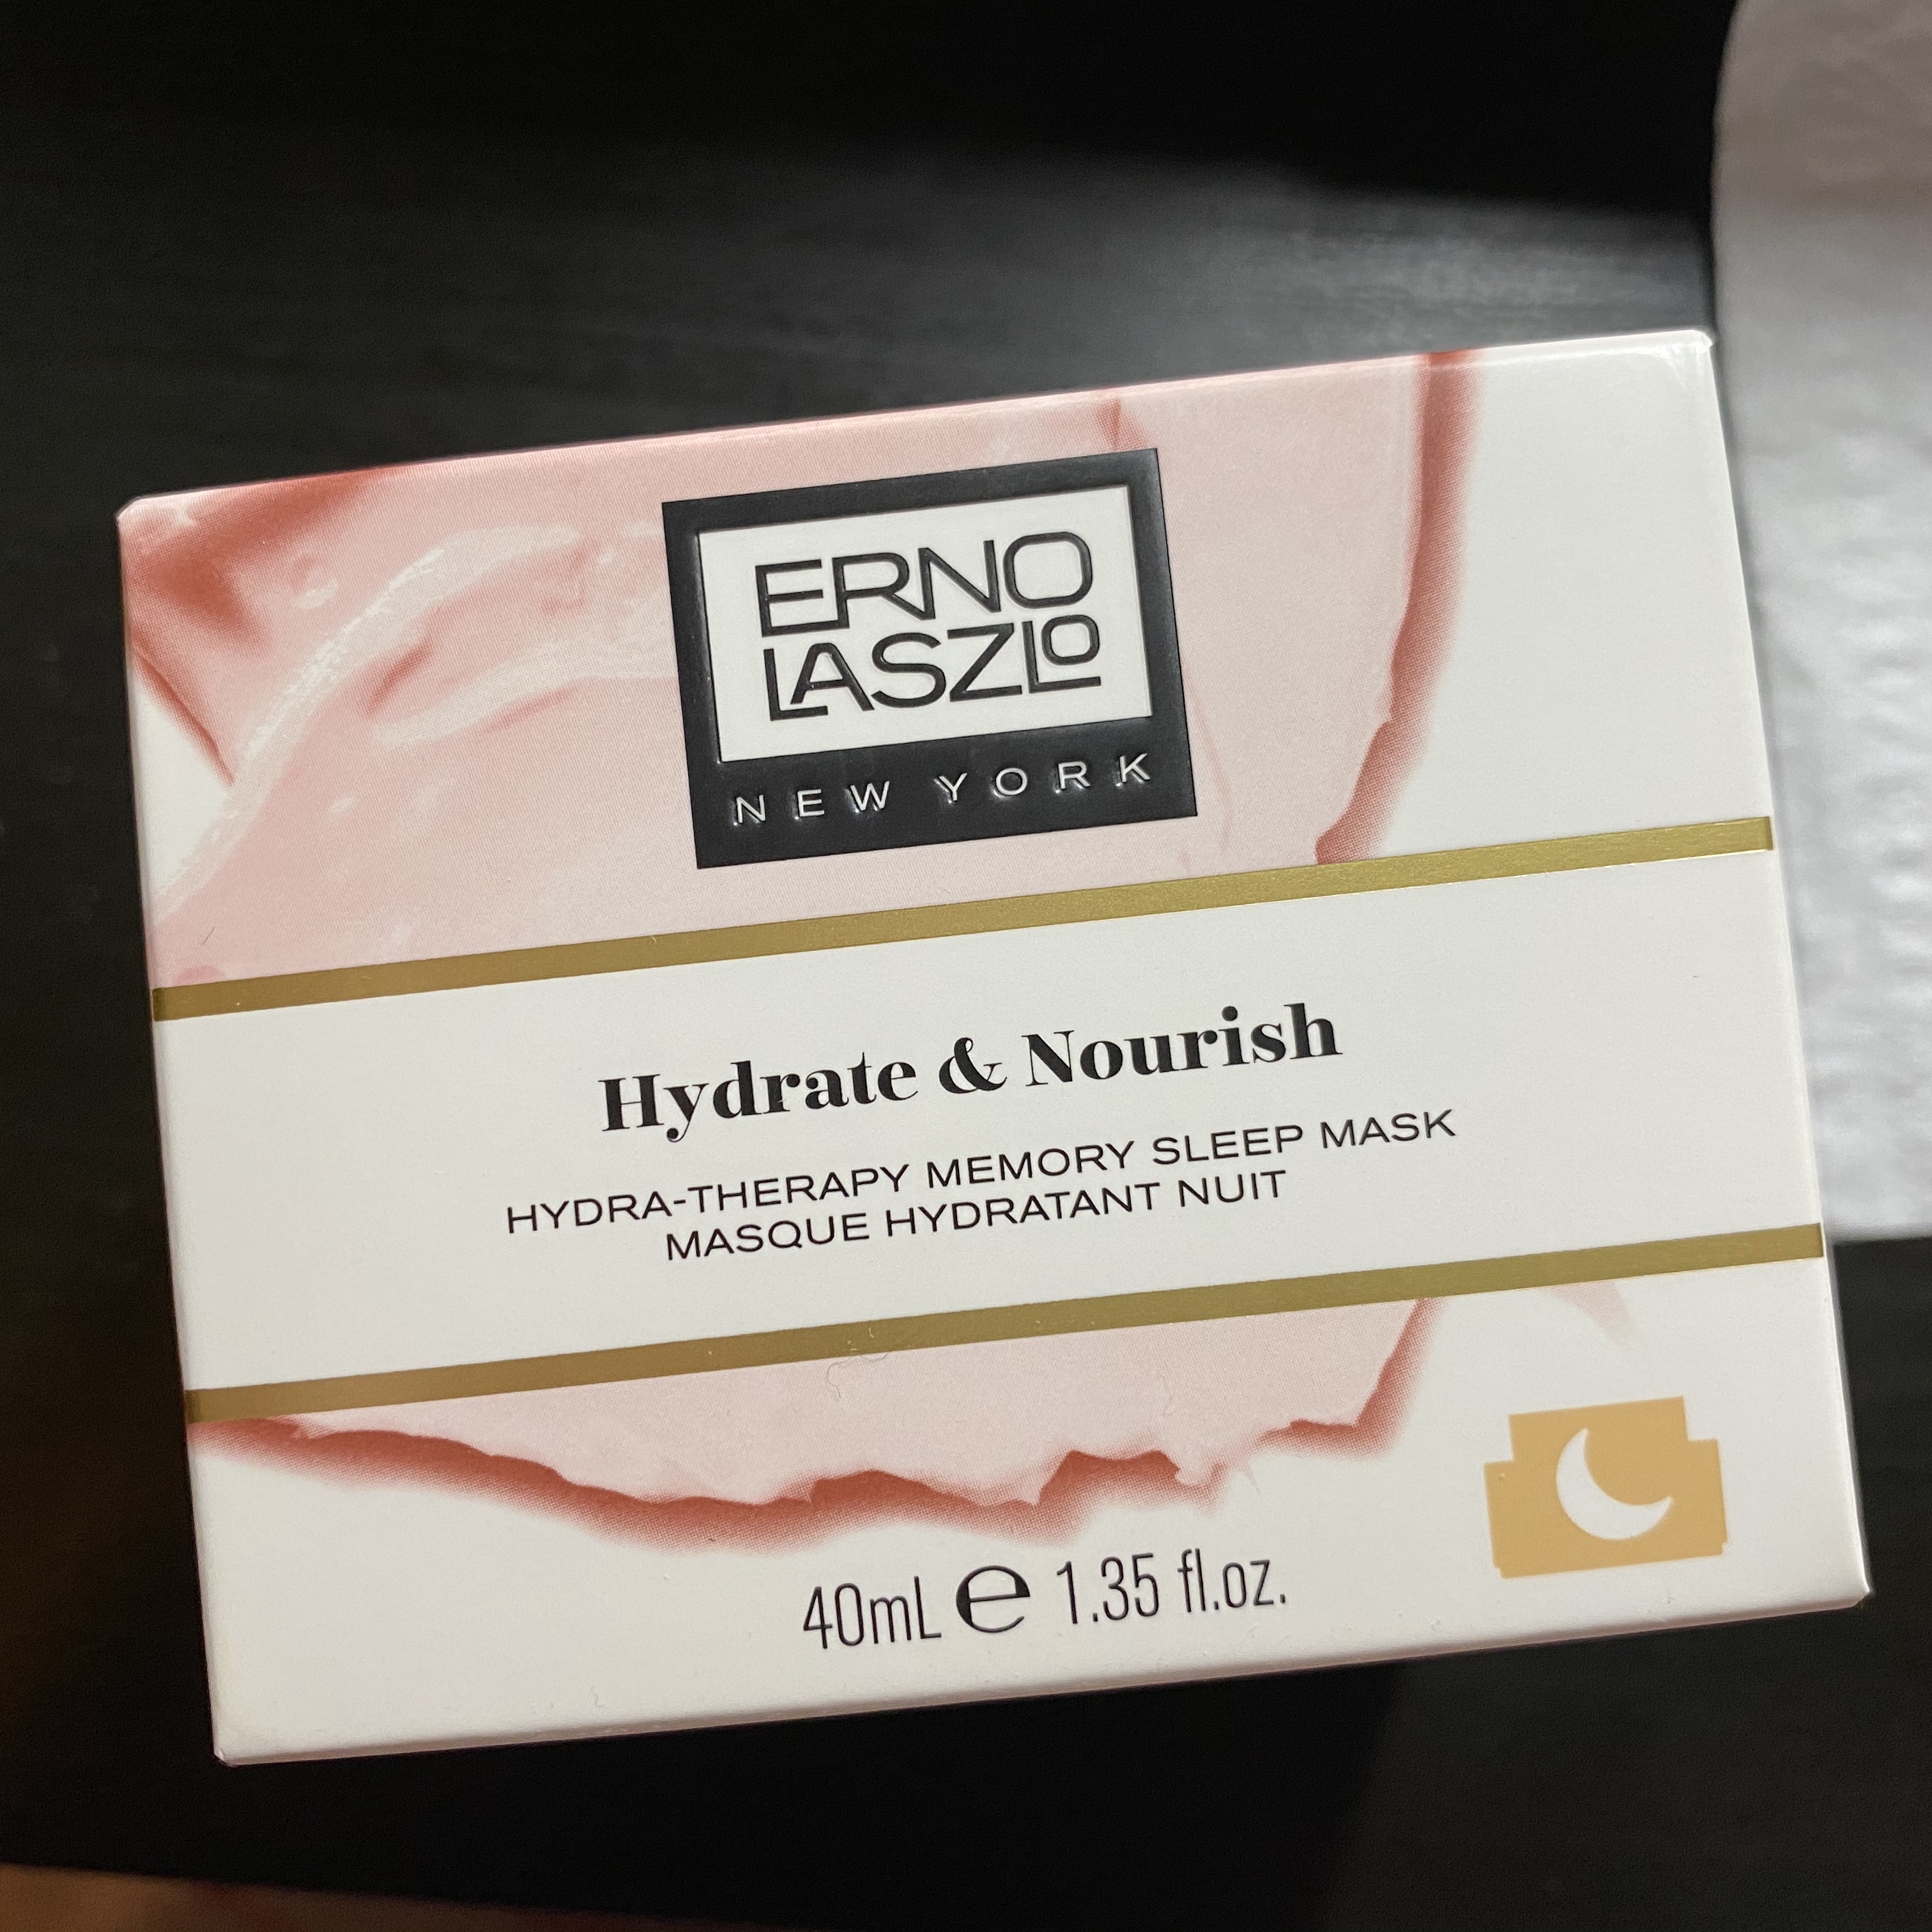 ERNO
LASZLO
NEW YORK
Hydrate & Nourish
HYDRA-THERAPY MEMORY SLEEP MASK
MASQUE HYDRATANT NUIT
40mL ℮ 1.35 fl.oz.